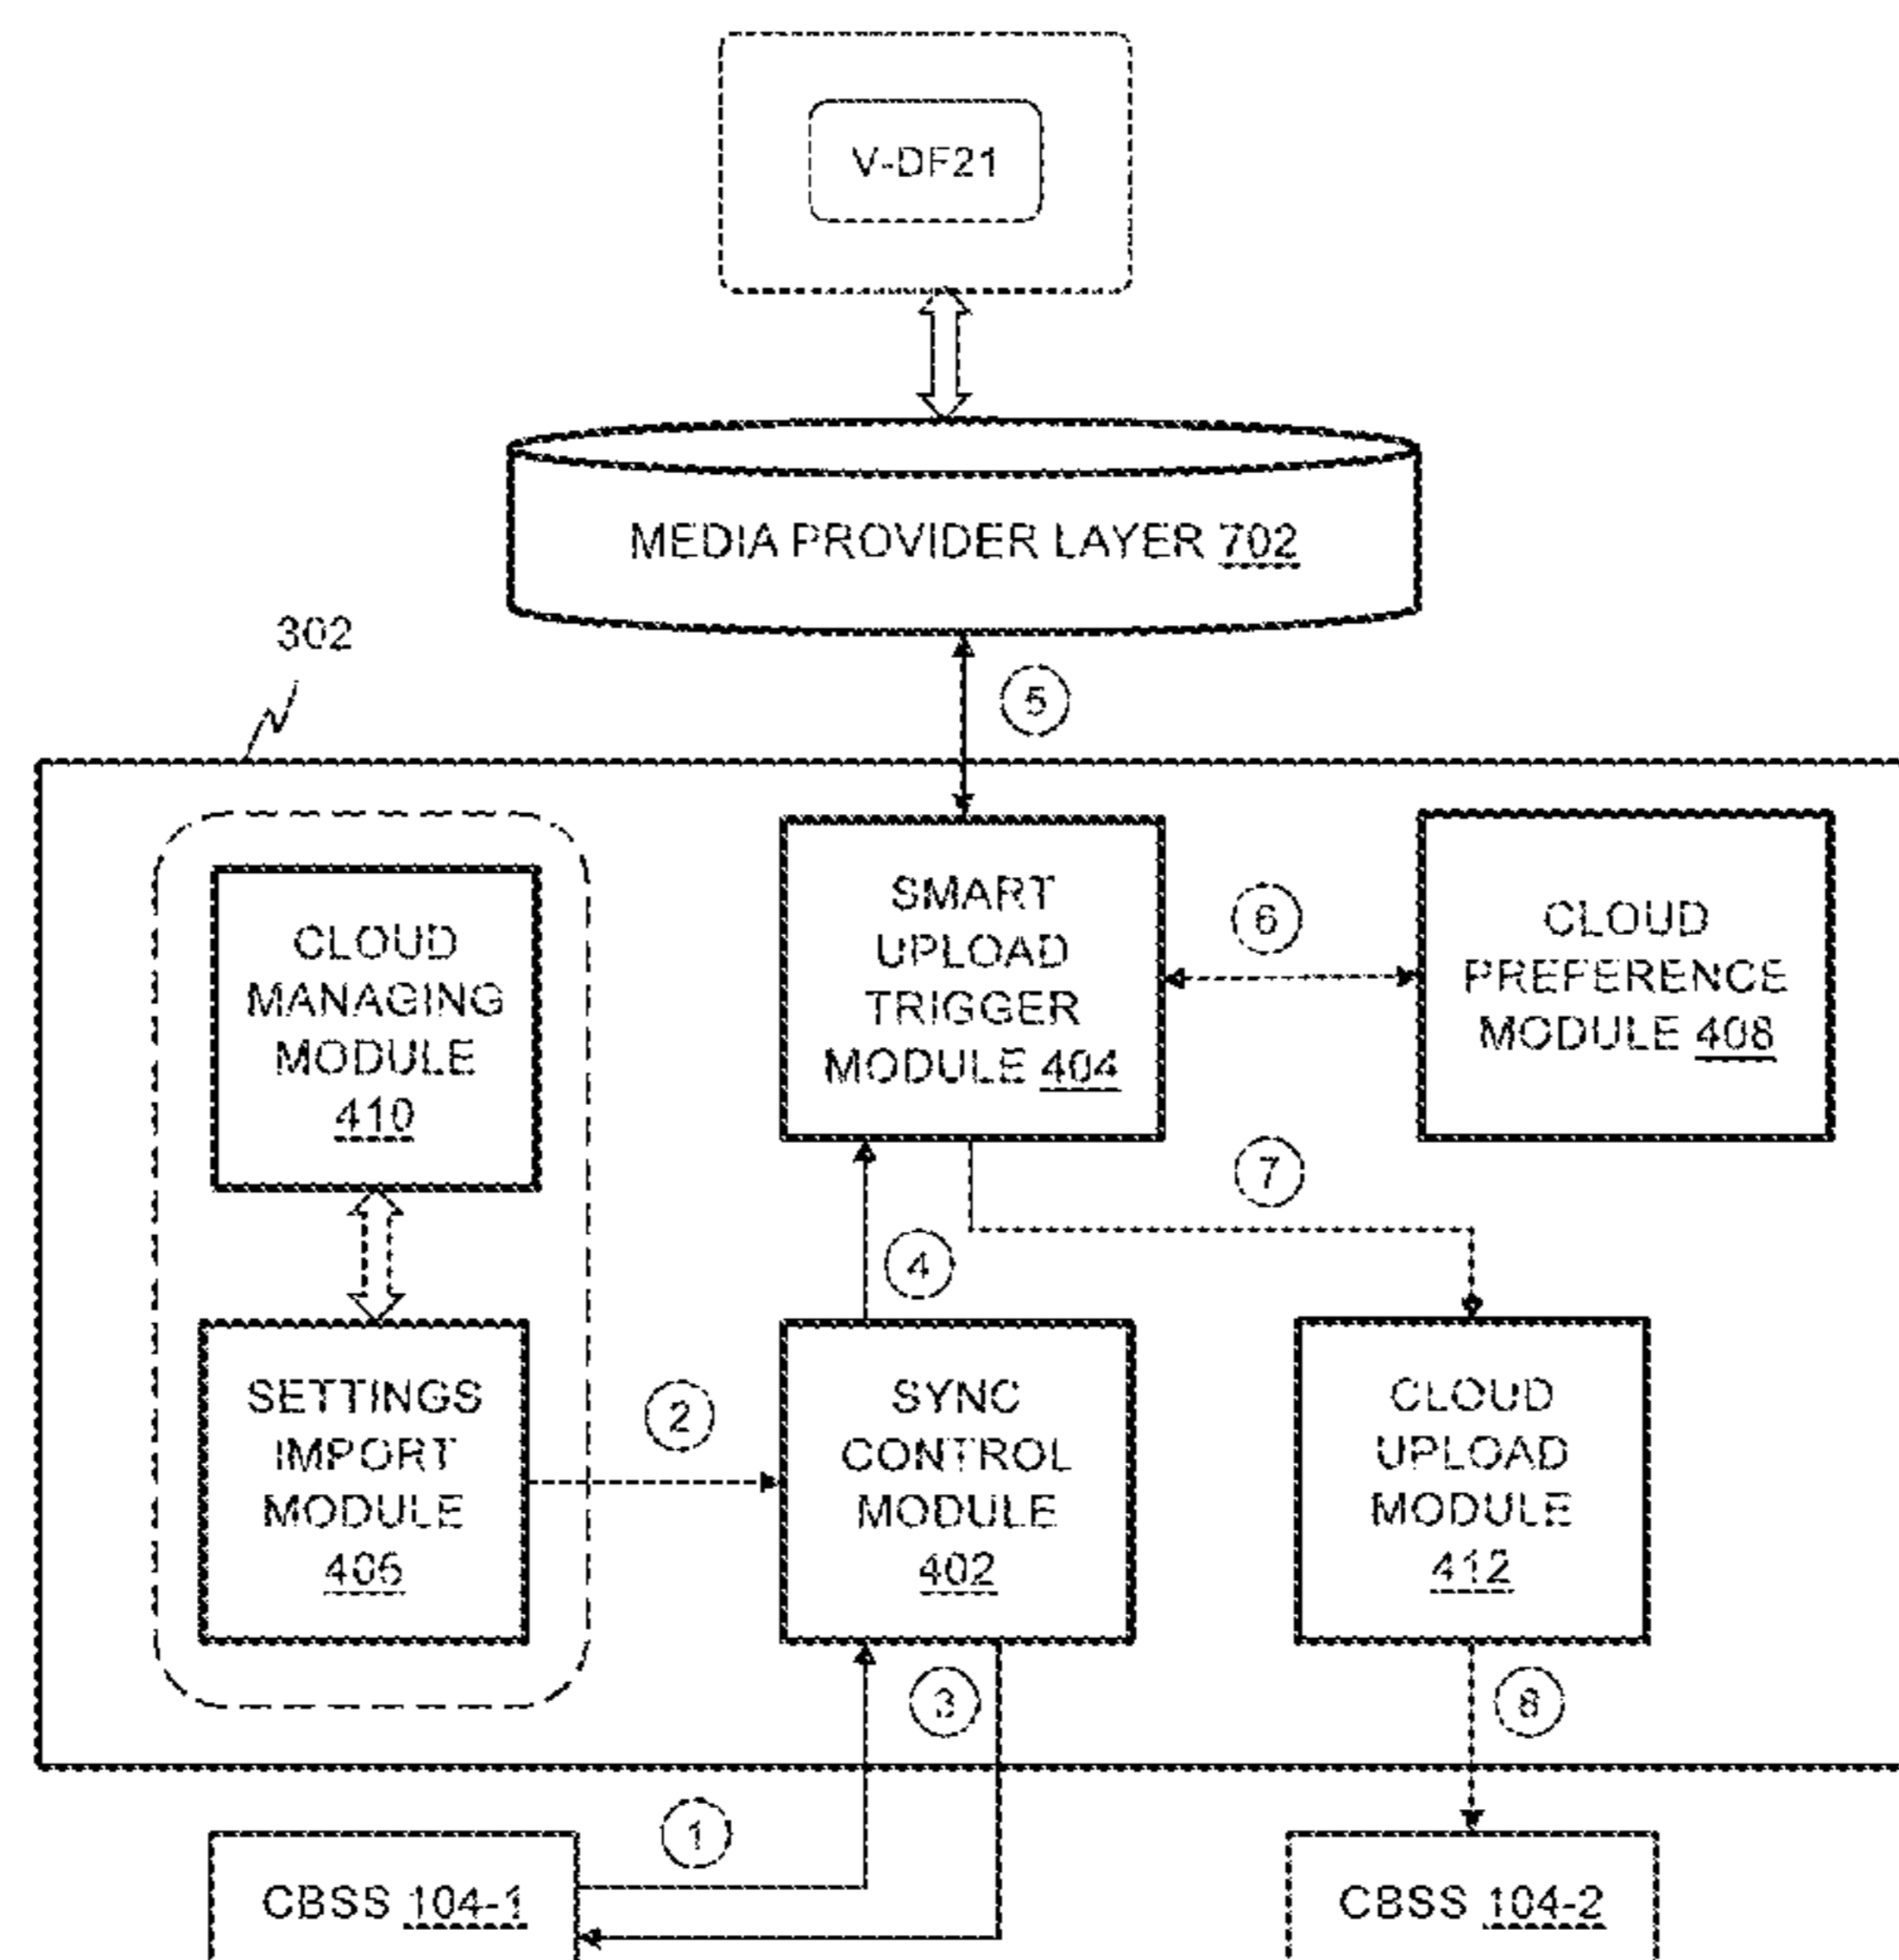 V-DF21
MEDIA PROVIDER LAYER 702
302
5
SMART
UPLOAD
TRIGGER
MODULE 404
6
CLOUD
PREFERENCE
MODULE 408
CLOUD
MANAGING
MODULE
410
7
4
SETTINGS
IMPORT
MODULE
406
2
SYNC
CONTROL
MODULE
402
CLOUD
UPLOAD
MODULE
412
3
8
1
CBSS 104-1
CBSS 104-2